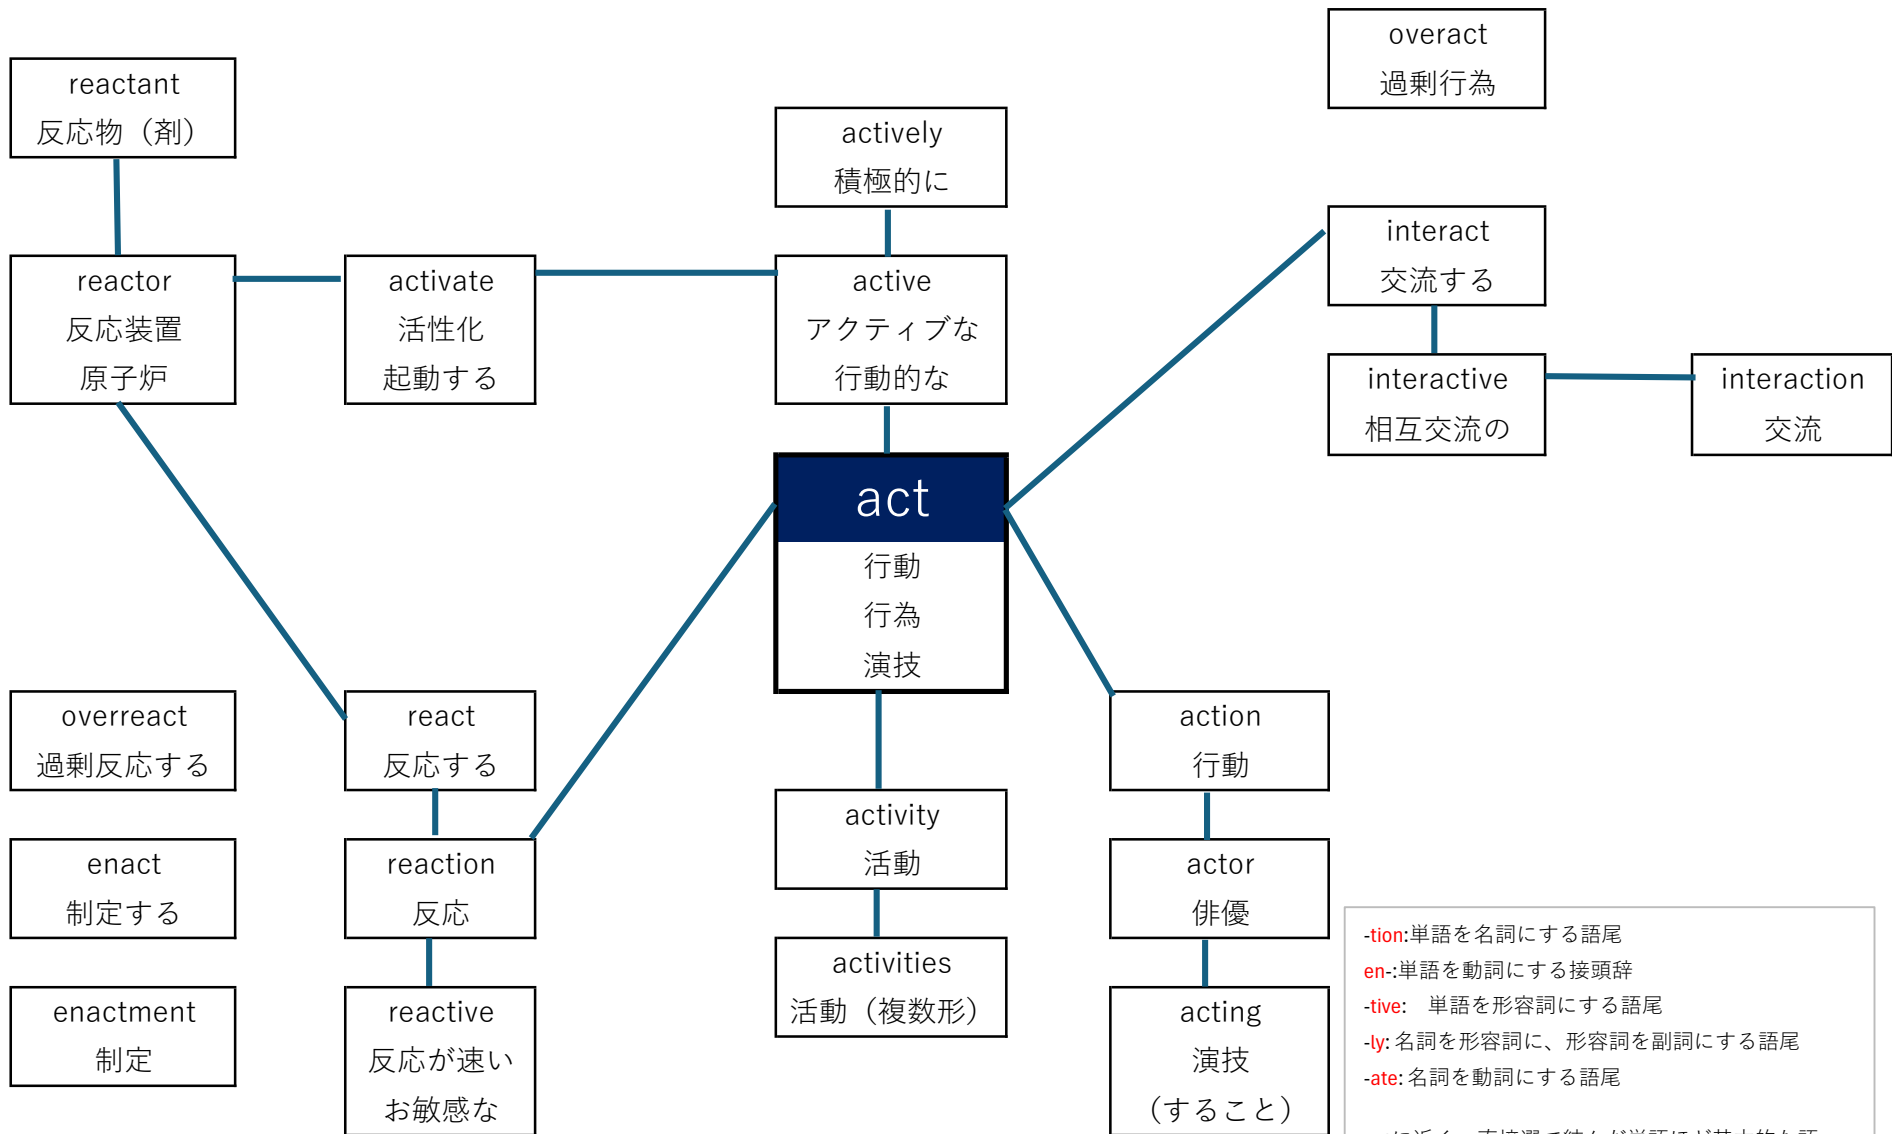 overact
過剰行為
reactant
反応物（剤）
actively
積極的に
interact
交流する
reactor
反応装置
原子炉
activate
活性化
起動する
active
アクティブな
行動的な
interactive
相互交流の
interaction
交流
act
行動
行為
演技
overreact
過剰反応する
react
反応する
action
行動
activity
活動
enact
制定する
reaction
反応
actor
俳優
activities
活動（複数形）
enactment
制定
reactive
反応が速い
お敏感な
acting
演技
（すること）
-tion:単語を名詞にする語尾
en-:単語を動詞にする接頭辞
-tive:　単語を形容詞にする語尾
-ly: 名詞を形容詞に、形容詞を副詞にする語尾
-ate: 名詞を動詞にする語尾